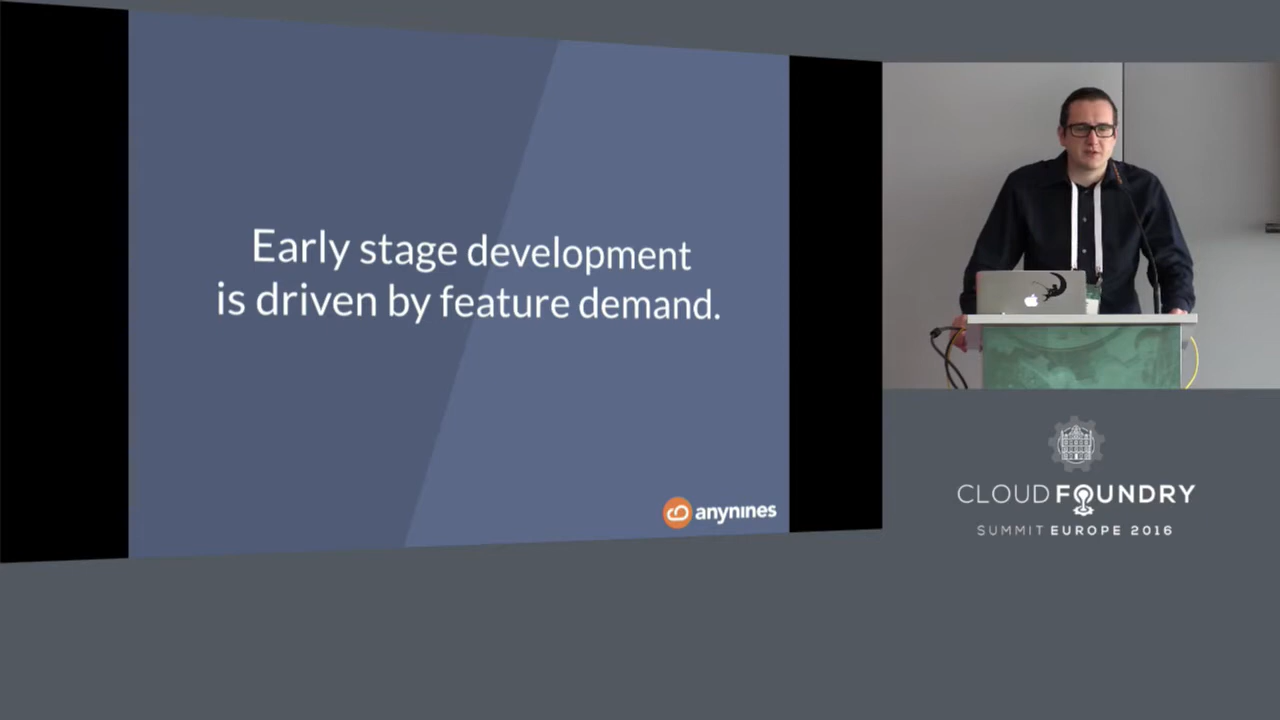 Early stage development
is driven by feature demand.
anynines
CLOUD FOUNDRY
SUMMIT EUROPE 2016